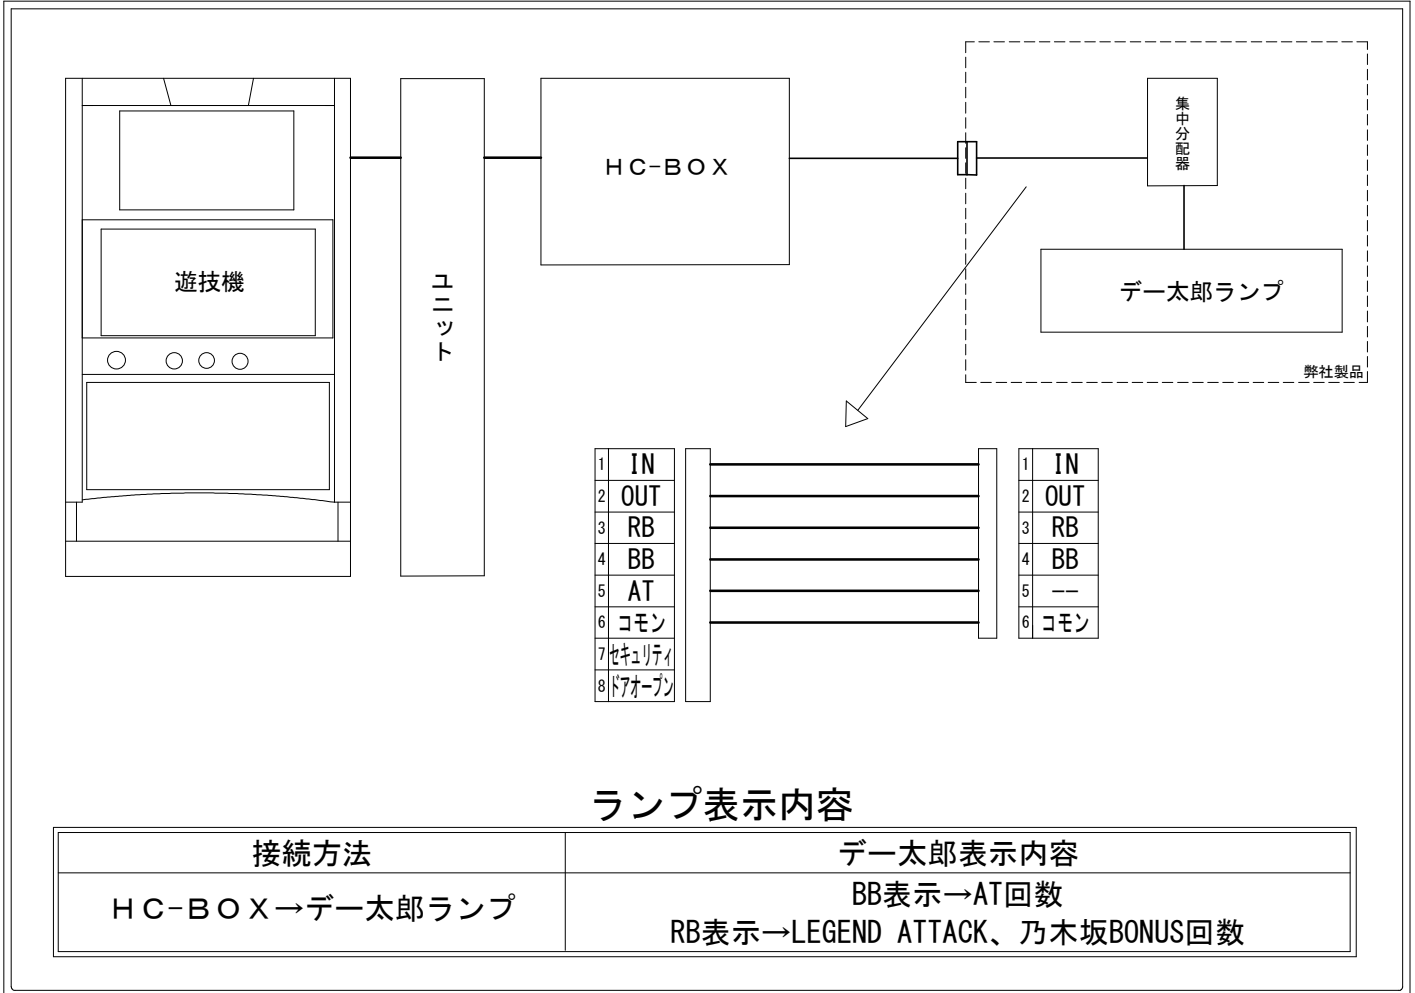 遊技機
ユニット
HC-BOX
集中分配器
デー太郎ランプ
弊社製品
1 IN
2 OUT
3 RB
4 BB
5 AT
6 コモン
7 セキュリティ
8 ドアオープン
1 IN
2 OUT
3 RB
4 BB
5 --
6 コモン
ランプ表示内容
接続方法 デー太郎表示内容
HC-BOX→デー太郎ランプ
BB表示→AT回数
RB表示→LEGEND ATTACK、乃木坂BONUS回数